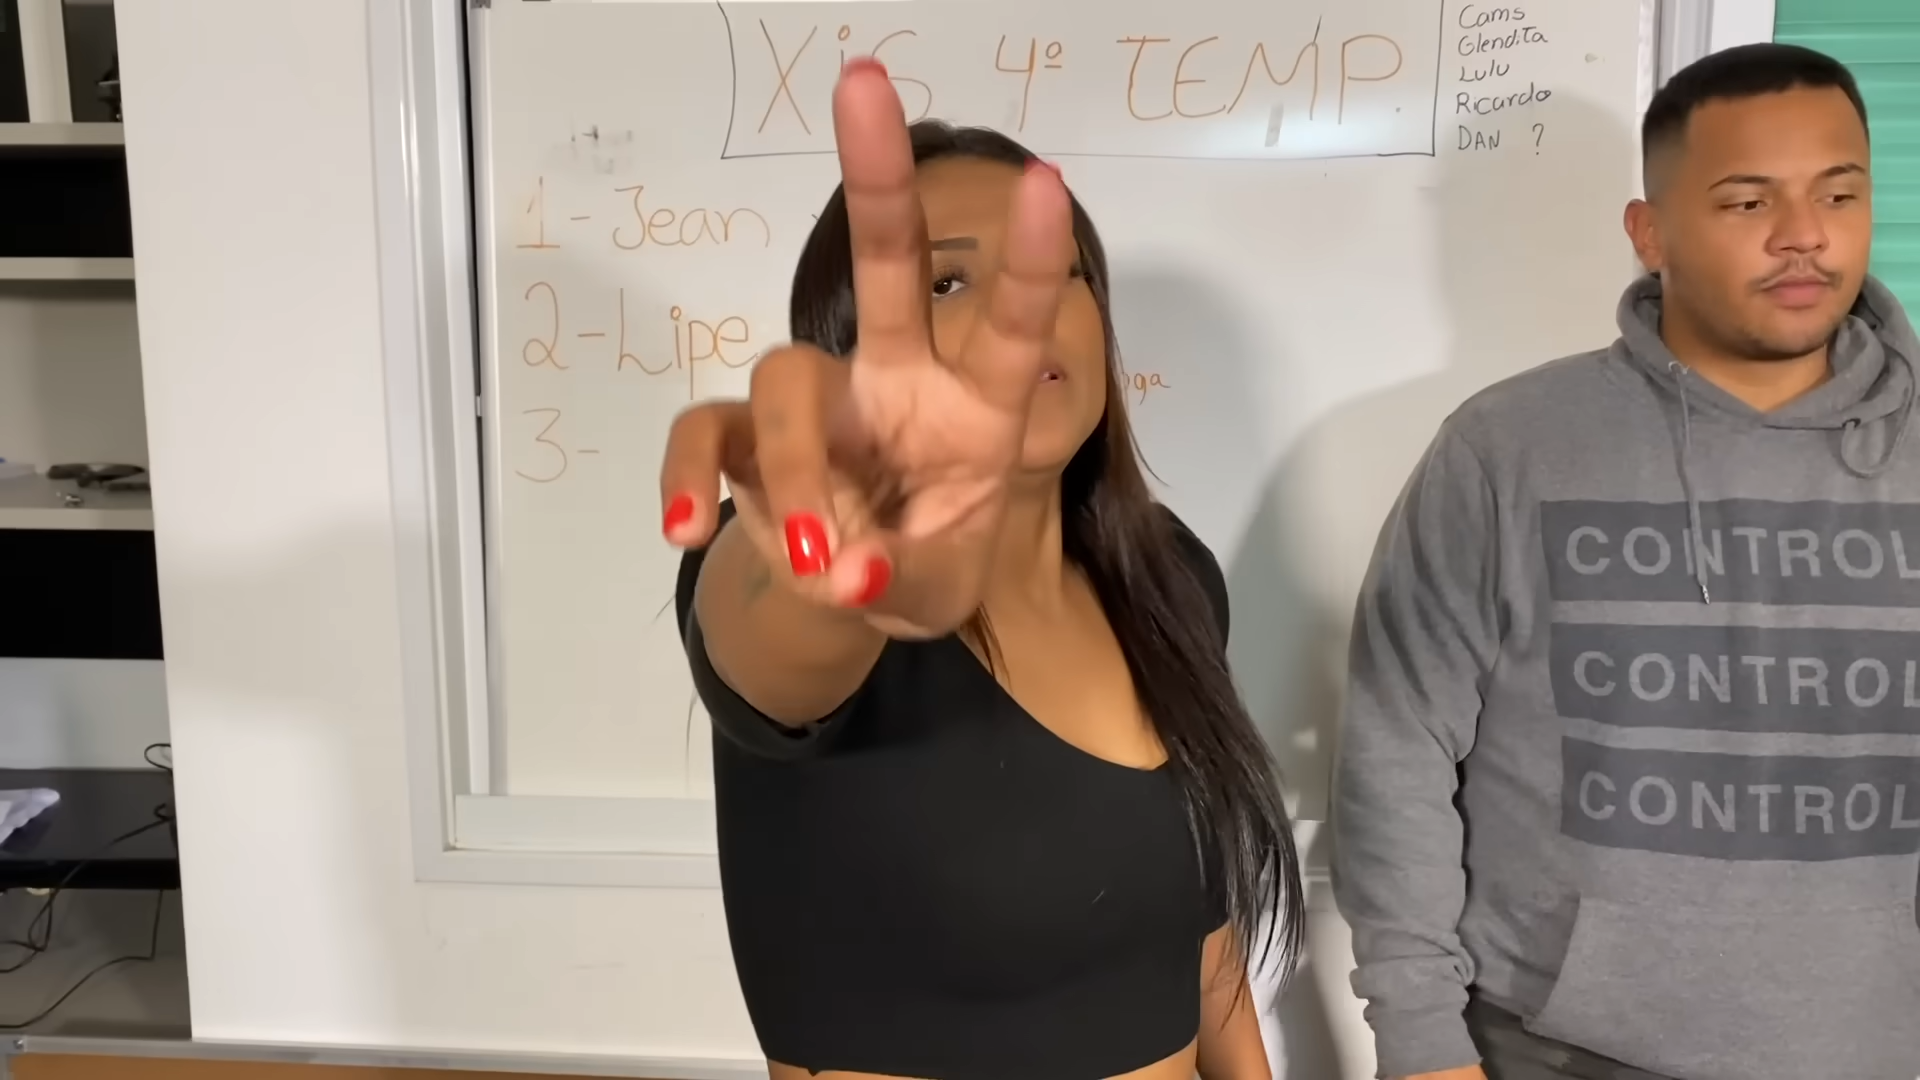 XiS 4º TEMP.
Cams
Glendita
Lulu
Ricardo
DAN ?
1- Jean
2- Lipe
3-
CONTROL
CONTROL
CONTROL